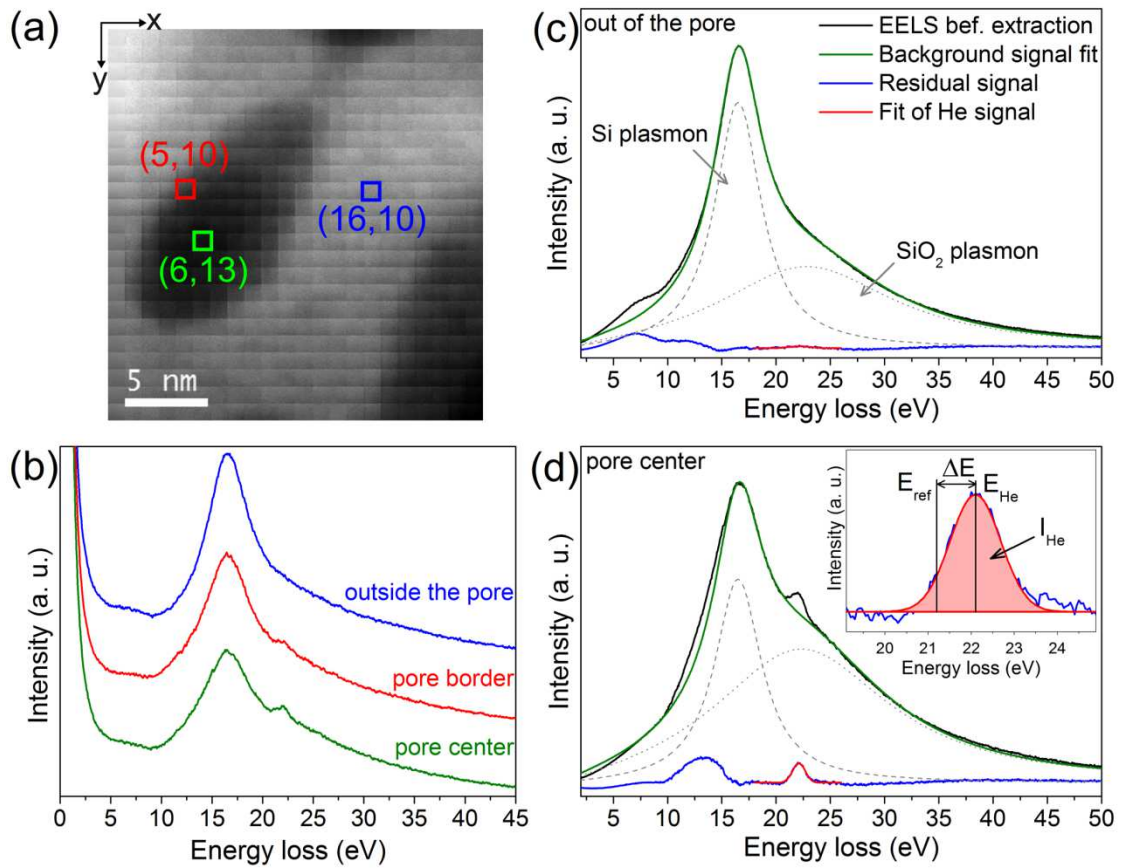 (a)
x
y
(5,10)
(16,10)
(6,13)
5 nm
(b)
Intensity (a. u.)
outside the pore
pore border
pore center
0 5 10 15 20 25 30 35 40 45
Energy loss (eV)
(c)
out of the pore
EELS bef. extraction
Background signal fit
Residual signal
Fit of He signal
Si plasmon
SiO₂ plasmon
Intensity (a. u.)
5 10 15 20 25 30 35 40 45 50
Energy loss (eV)
(d)
pore center
Intensity (a. u.)
ΔE
E_ref
E_He
I_He
Intensity (a. u.)
20 21 22 23 24
Energy loss (eV)
5 10 15 20 25 30 35 40 45 50
Energy loss (eV)